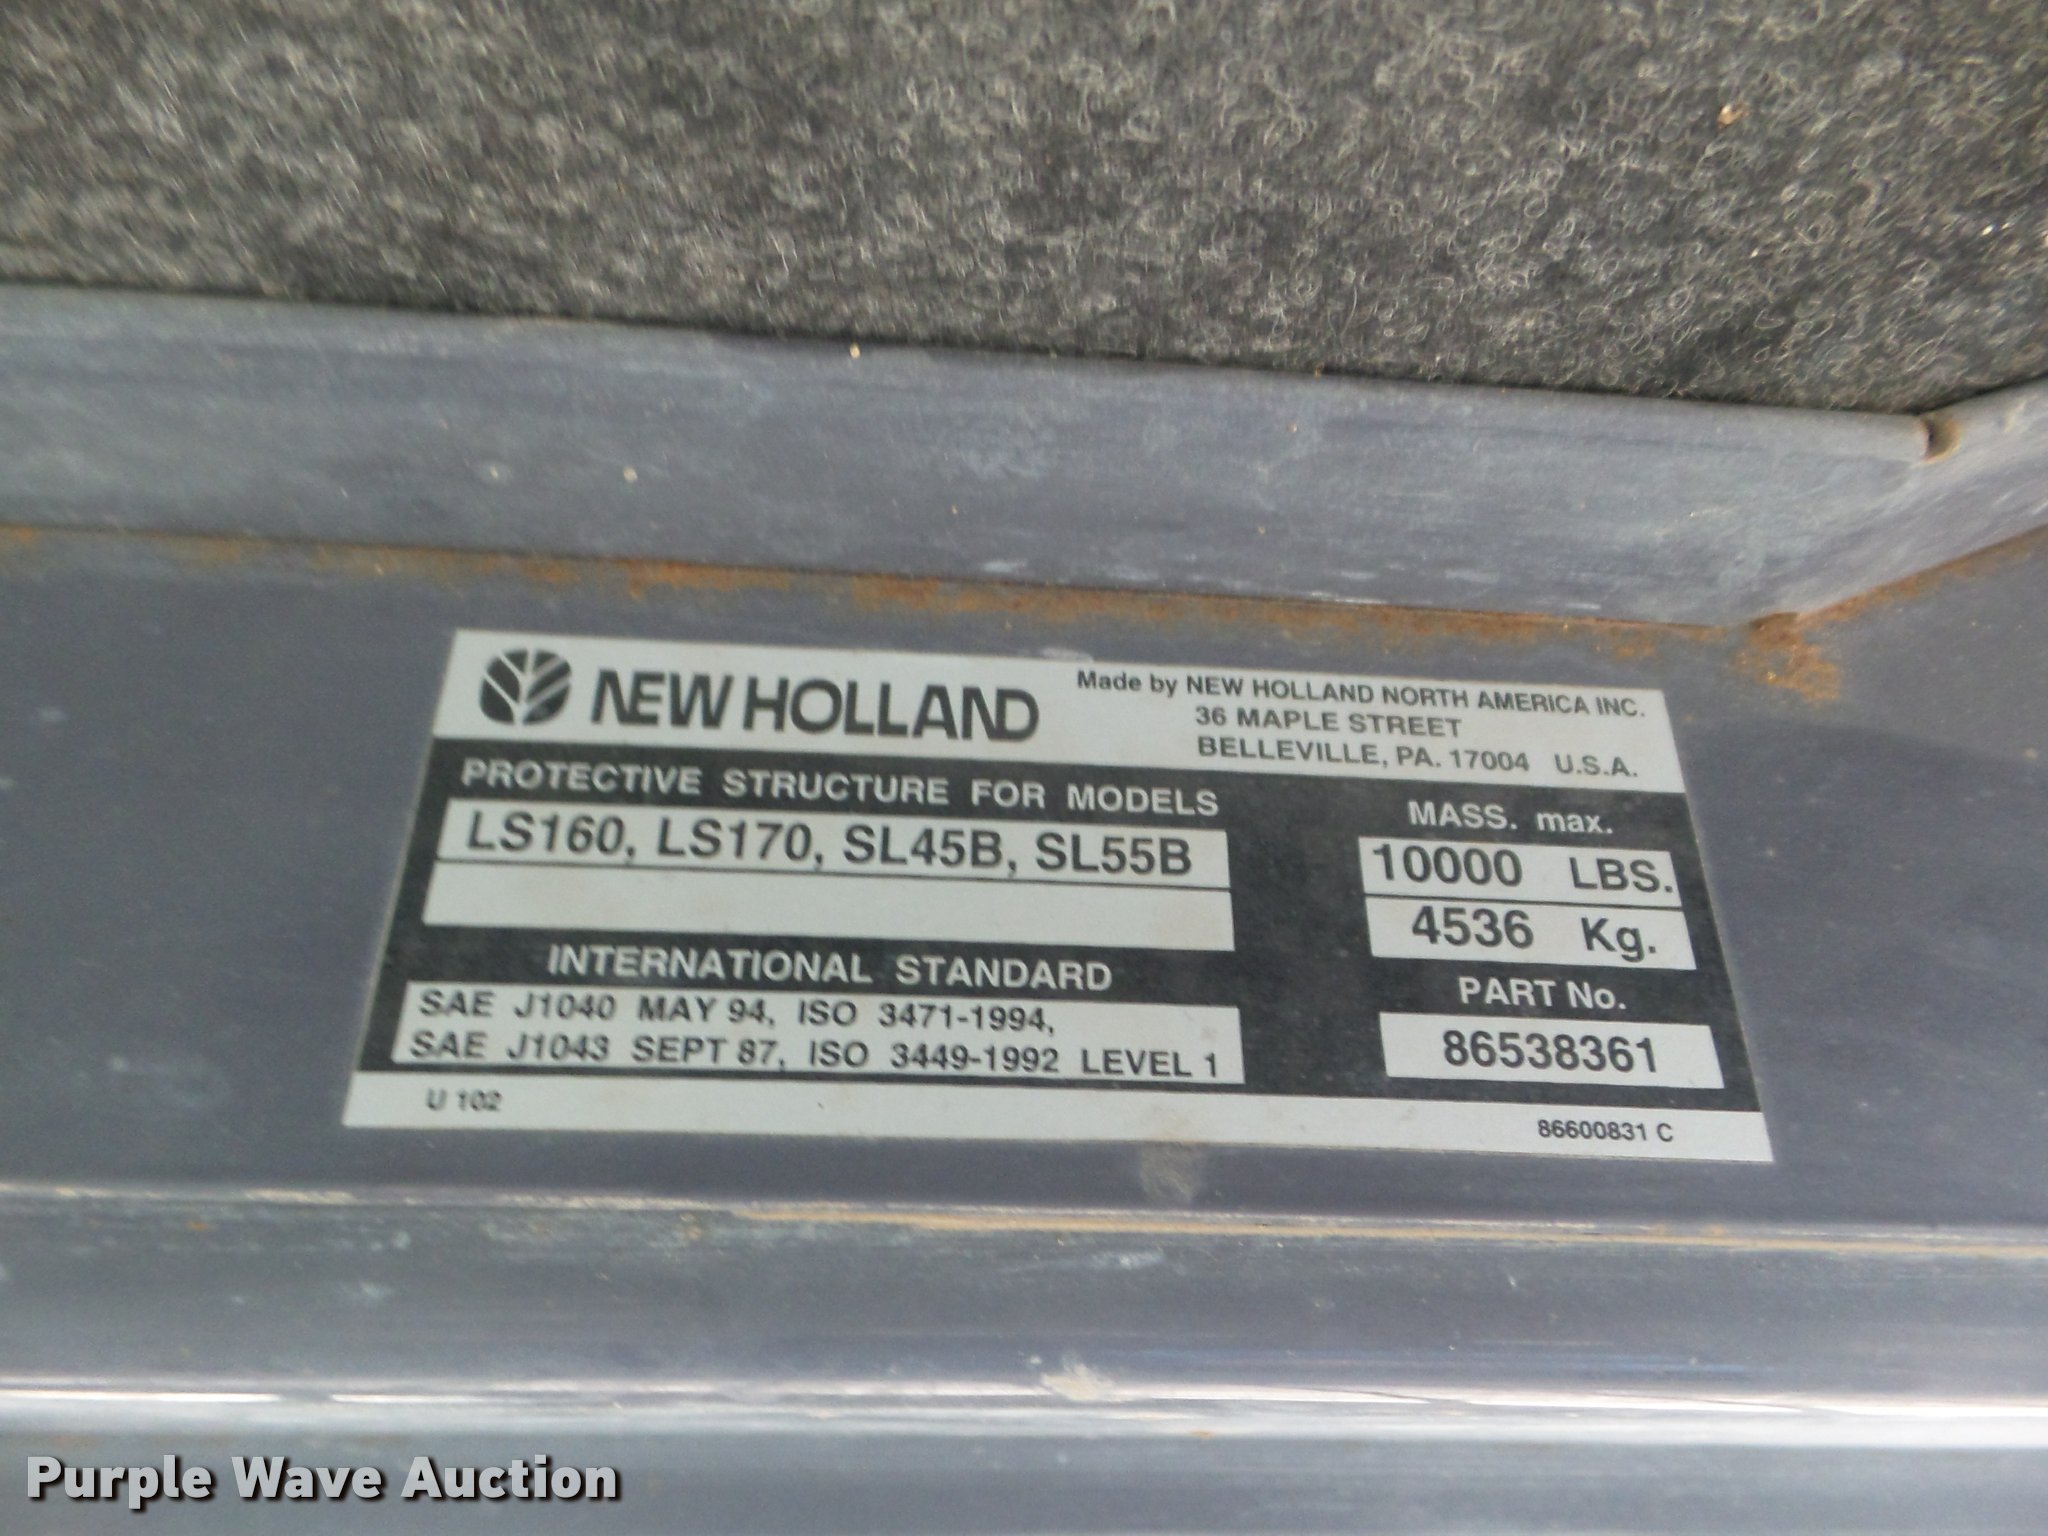 NEW HOLLAND
Made by NEW HOLLAND NORTH AMERICA INC.
36 MAPLE STREET
BELLEVILLE, PA. 17004 U.S.A.
PROTECTIVE STRUCTURE FOR MODELS
LS160, LS170, SL45B, SL55B
MASS. max.
10000 LBS.
4536 Kg.
INTERNATIONAL STANDARD
SAE J1040 MAY 94, ISO 3471-1994,
SAE J1043 SEPT 87, ISO 3449-1992 LEVEL 1
PART No.
86538361
U 102
86600831 C
Purple Wave Auction